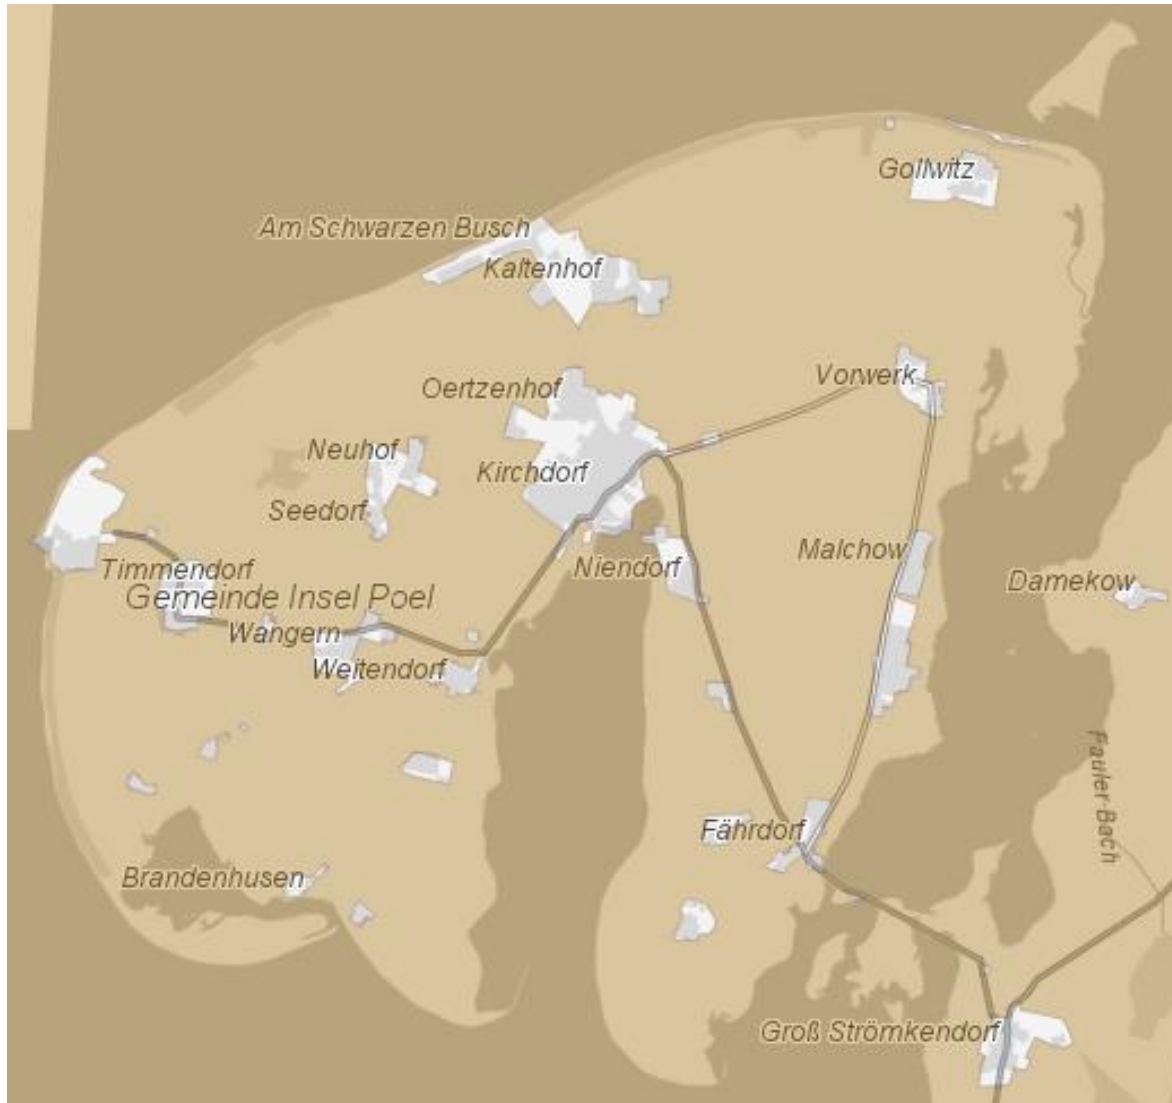 Gollwitz
Am Schwarzen Busch
Kaltenhof
Vorwerk
Oertzenhof
Neuhof
Kirchdorf
Seedorf
Malchow
Niendorf
Timmendorf
Damekow
Gemeinde Insel Poel
Wangern
Weitendorf
Fauler Bach
Fährdorf
Brandenhusen
Groß Strömkendorf